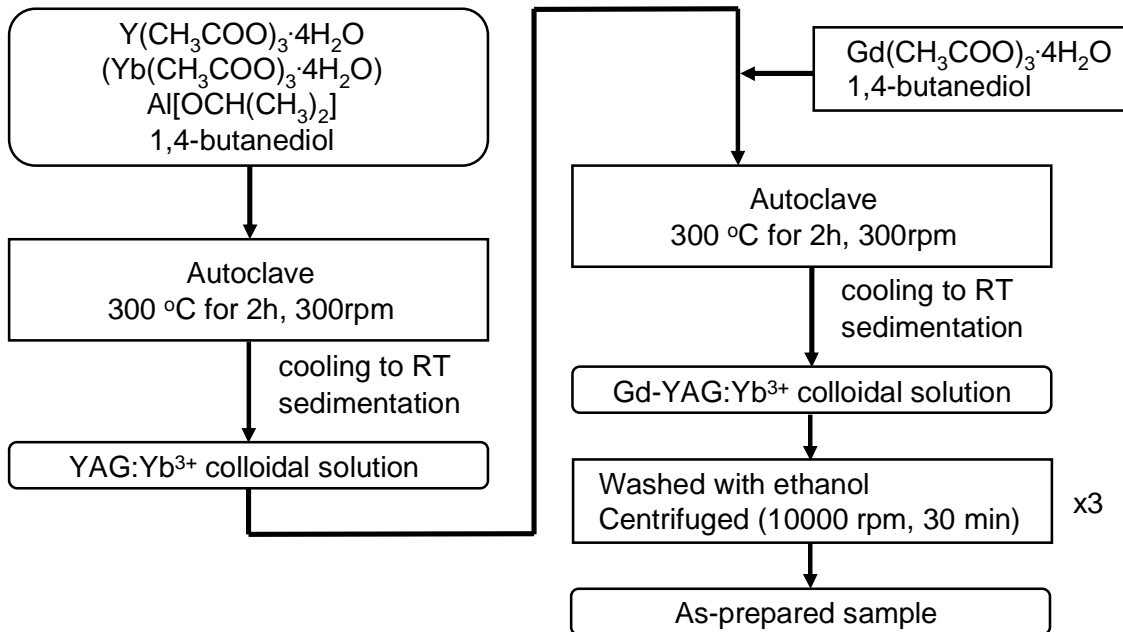 Y(CH₃COO)₃·4H₂O
(Yb(CH₃COO)₃·4H₂O)
Al[OCH(CH₃)₂]
1,4-butanediol
Autoclave
300 °C for 2h, 300rpm
cooling to RT
sedimentation
YAG:Yb³⁺ colloidal solution
Gd(CH₃COO)₃·4H₂O
1,4-butanediol
Autoclave
300 °C for 2h, 300rpm
cooling to RT
sedimentation
Gd-YAG:Yb³⁺ colloidal solution
Washed with ethanol
Centrifuged (10000 rpm, 30 min)
x3
As-prepared sample